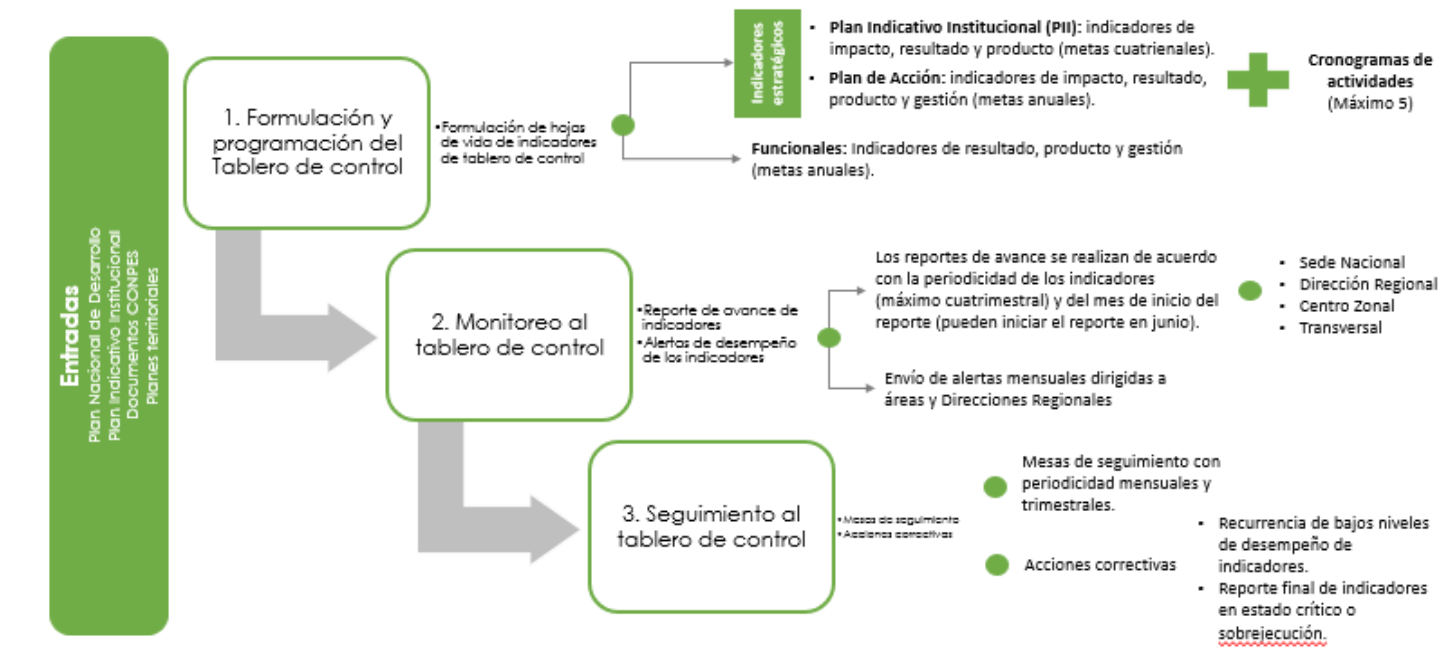 Entradas
Plan Nacional de Desarrollo
Plan Indicativo Institucional
Documentos CONPES
Planes territoriales
1. Formulación y
programación del
Tablero de control
•Formulación de hojas
de vida de indicadores
de tablero de control
Indicadores
estratégicos
• Plan Indicativo Institucional (PII): indicadores de
impacto, resultado y producto (metas cuatrienales).
• Plan de Acción: indicadores de impacto, resultado,
producto y gestión (metas anuales).
Cronogramas de
actividades
(Máximo 5)
Funcionales: Indicadores de resultado, producto y gestión
(metas anuales).
2. Monitoreo al
tablero de control
•Reporte de avance de
indicadores
•Alertas de desempeño
de los indicadores
Los reportes de avance se realizan de acuerdo
con la periodicidad de los indicadores
(máximo cuatrimestral) y del mes de inicio del
reporte (pueden iniciar el reporte en junio).
• Sede Nacional
• Dirección Regional
• Centro Zonal
• Transversal
Envío de alertas mensuales dirigidas a
áreas y Direcciones Regionales
3. Seguimiento al
tablero de control
•Mesas de seguimiento
•Acciones correctivas
Mesas de seguimiento con
periodicidad mensuales y
trimestrales.
Acciones correctivas
• Recurrencia de bajos niveles
de desempeño de
indicadores.
• Reporte final de indicadores
en estado crítico o
sobrejecución.